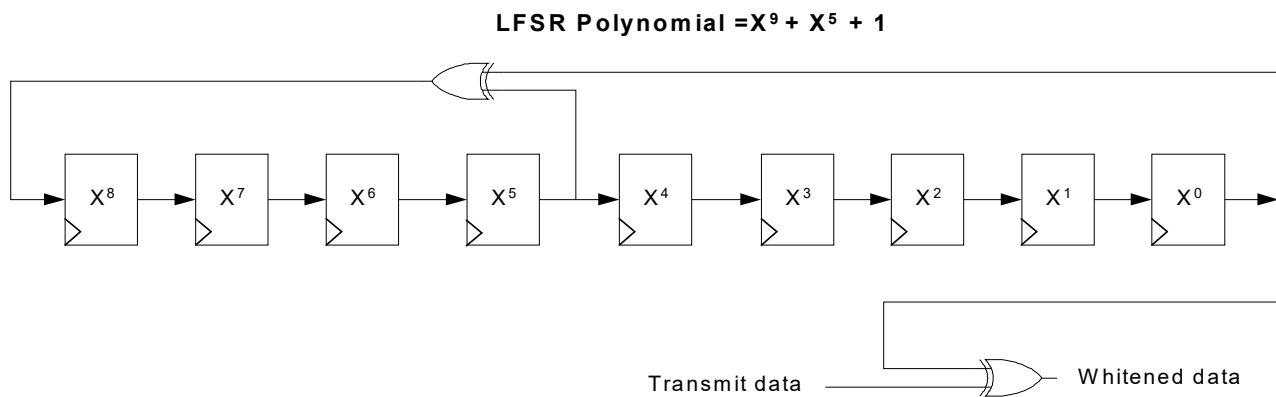 LFSR Polynomial =X⁹ + X⁵ + 1
X⁸ X⁷ X⁶ X⁵ X⁴ X³ X² X¹ X⁰
Transmit data Whitened data